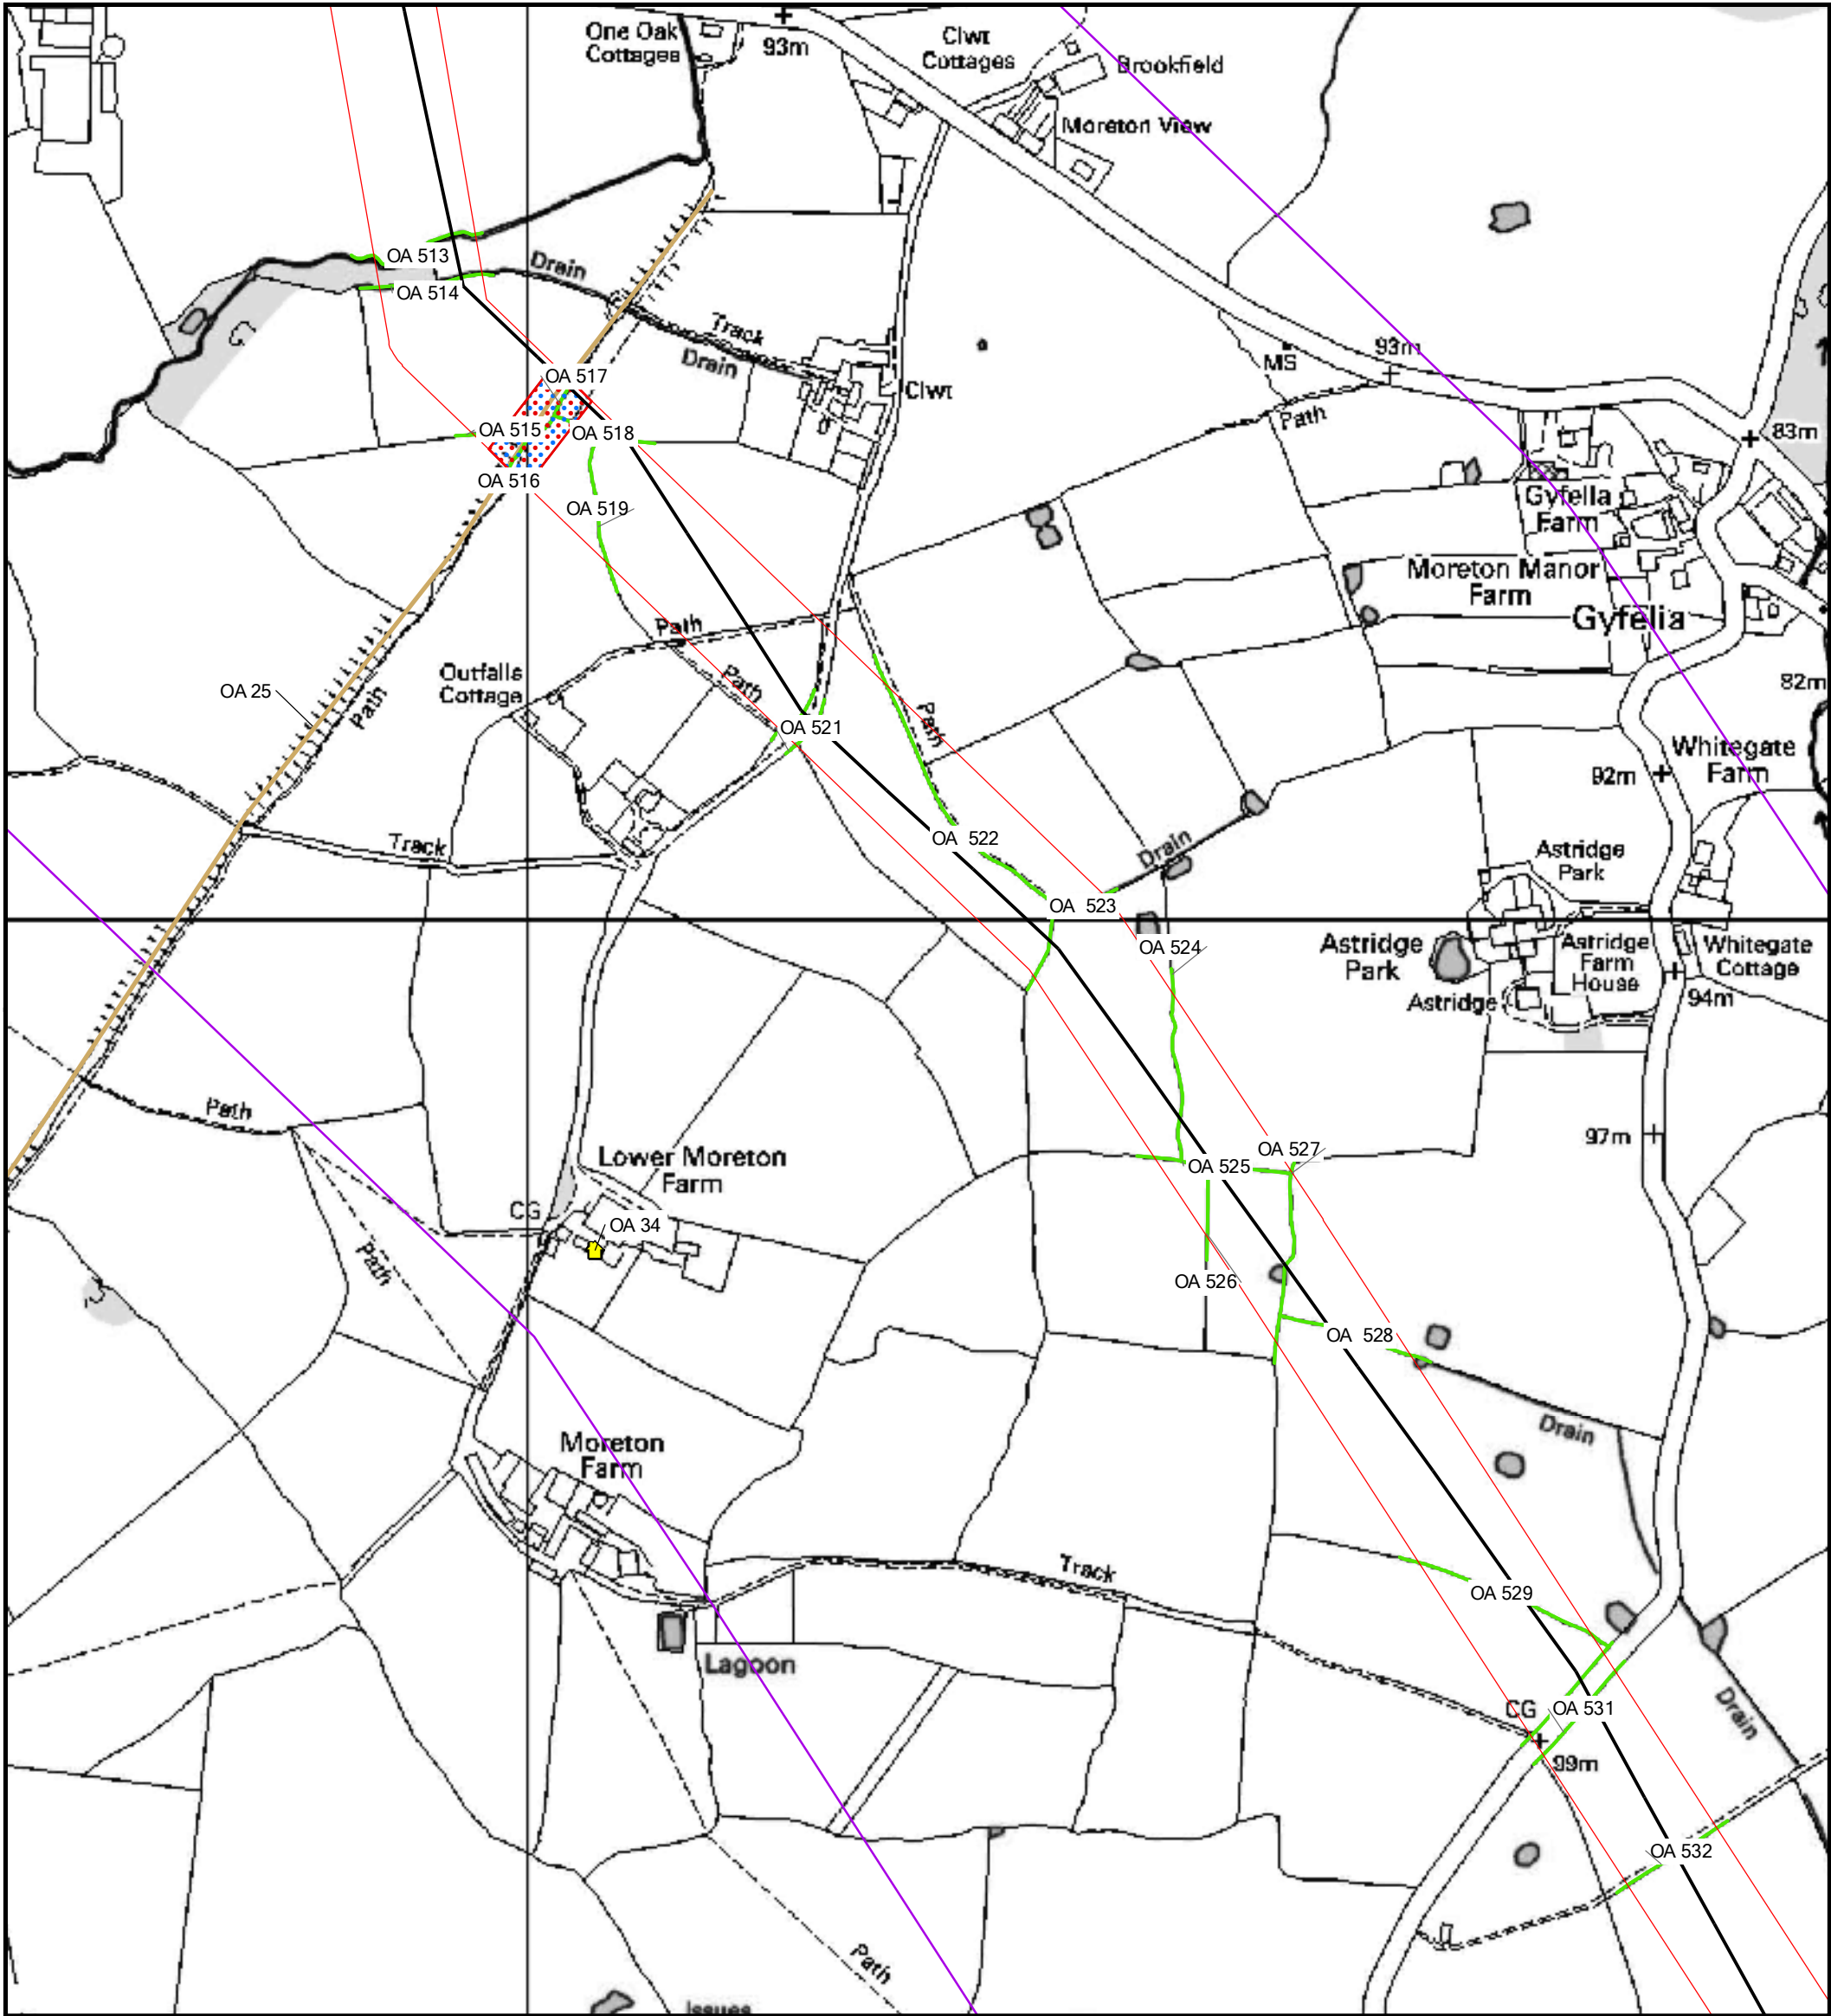 One Oak
Cottages
93m
Clwt
Cottages
Brookfield
Moreton View
OA 513
OA 514
Drain
Track
Drain
Clwt
OA 517
OA 515
OA 518
OA 516
OA 519
MS
93m
Path
83m
Gyfelia
Farm
Moreton Manor
Farm
Gyfelia
Path
Outfalls
Cottage
Path
OA 25
Path
OA 521
Path
82m
Whitegate
Farm
92m
Track
OA 522
Drain
Astridge
Park
OA 523
OA 524
Astridge
Park
Astridge
Farm
House
Whitegate
Cottage
Astridge
94m
Path
97m
Lower Moreton
Farm
OA 525
OA 527
CG
OA 34
Path
OA 526
OA 528
Drain
Moreton
Farm
Track
OA 529
Lagoon
CG
OA 531
Drain
99m
OA 532
Path
Issues